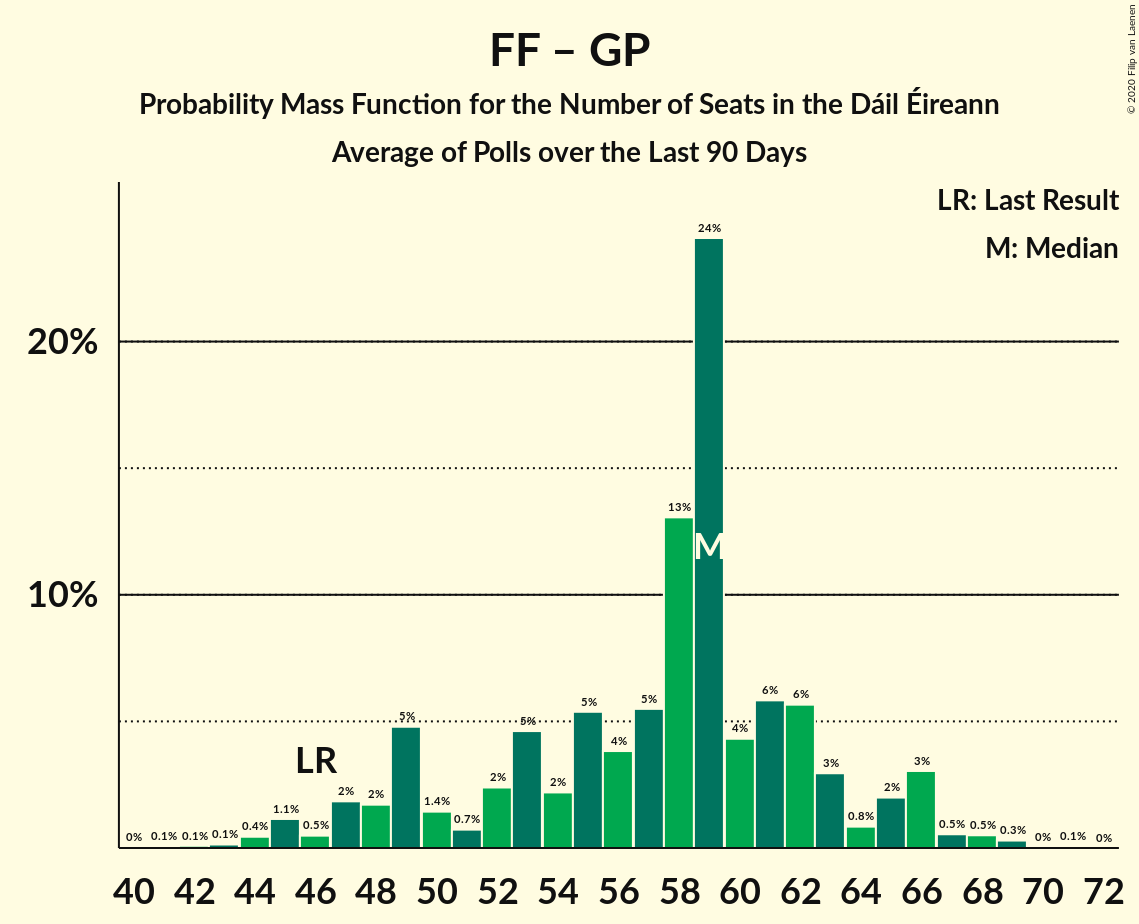 FF – GP
Probability Mass Function for the Number of Seats in the Dáil Éireann
Average of Polls over the Last 90 Days
© 2020 Filip van Laenen
LR: Last Result
M: Median
20%
10%
0% 0.1% 0.1% 0.1% 0.4% 1.1% 0.5% 2% 2% 5% 1.4% 0.7% 2% 5% 2% 5% 4% 5% 13% 24% 4% 6% 6% 3% 0.8% 2% 3% 0.5% 0.5% 0.3% 0% 0.1% 0%
LR
M
40 42 44 46 48 50 52 54 56 58 60 62 64 66 68 70 72